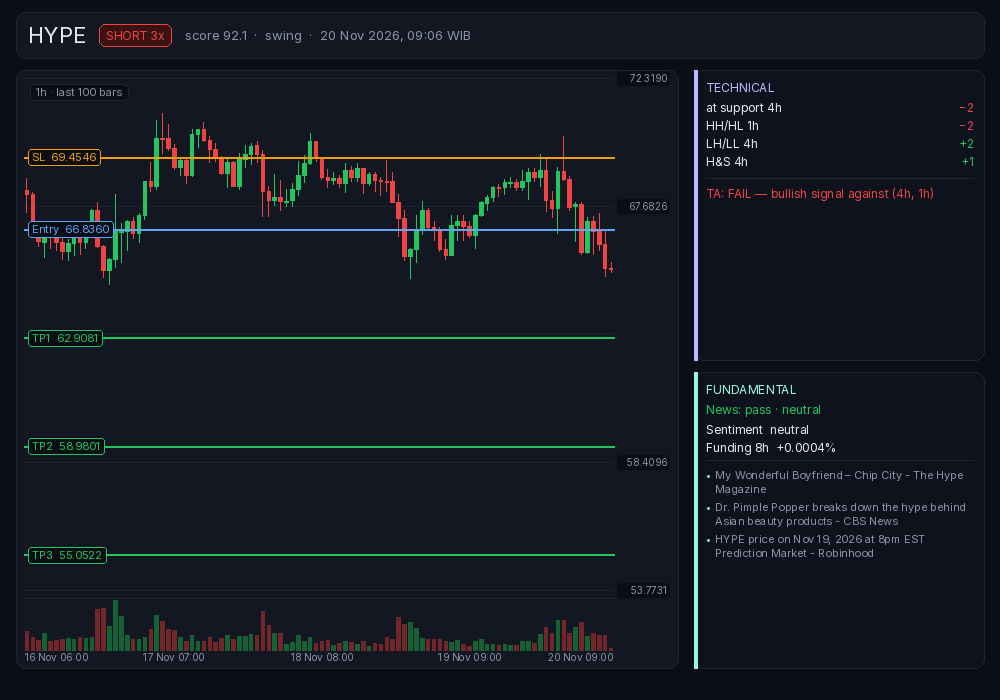 HYPE
SHORT 3x
score 92.1 · swing · 20 Nov 2026, 09:06 WIB
1h · last 100 bars
72.3190
SL 69.4546
67.6826
Entry 66.8360
TP1 62.9081
TP2 58.9801
58.4096
TP3 55.0522
53.7731
16 Nov 06:00
17 Nov 07:00
18 Nov 08:00
19 Nov 09:00
20 Nov 09:00
TECHNICAL
at support 4h −2
HH/HL 1h −2
LH/LL 4h +2
H&S 4h +1
TA: FAIL — bullish signal against (4h, 1h)
FUNDAMENTAL
News: pass · neutral
Sentiment neutral
Funding 8h +0.0004%
• My Wonderful Boyfriend – Chip City - The Hype
Magazine
• Dr. Pimple Popper breaks down the hype behind
Asian beauty products - CBS News
• HYPE price on Nov 19, 2026 at 8pm EST
Prediction Market - Robinhood